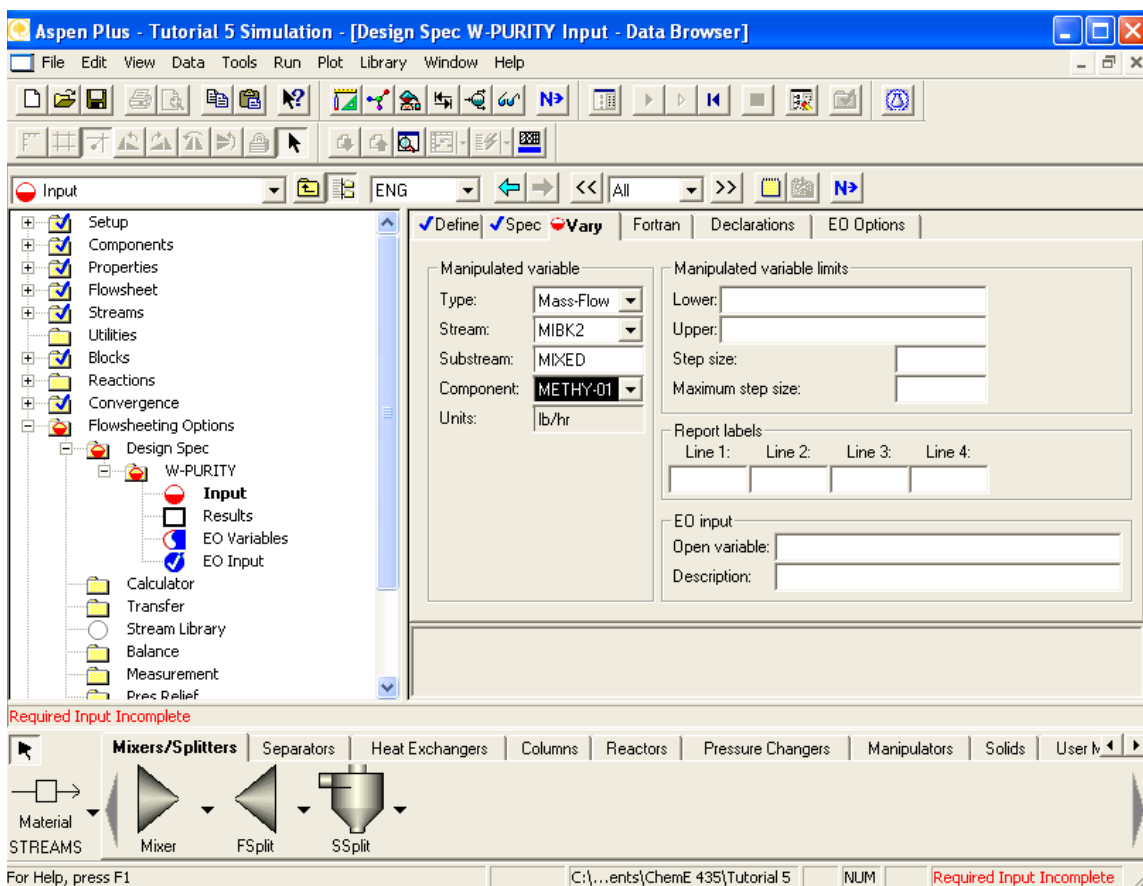 Aspen Plus - Tutorial 5 Simulation - [Design Spec W-PURITY Input - Data Browser]
File Edit View Data Tools Run Plot Library Window Help
N
Input ENG << All >> N
Setup
Components
Properties
Flowsheet
Streams
Utilities
Blocks
Reactions
Convergence
Flowsheeting Options
Design Spec
W-PURITY
Input
Results
EO Variables
EO Input
Calculator
Transfer
Stream Library
Balance
Measurement
Pres Relief
Define Spec Vary Fortran Declarations EO Options
Manipulated variable
Type: Mass-Flow
Stream: MIBK2
Substream: MIXED
Component: METHY-01
Units: lb/hr
Manipulated variable limits
Lower:
Upper:
Step size:
Maximum step size:
Report labels
Line 1: Line 2: Line 3: Line 4:
EO input
Open variable:
Description:
Required Input Incomplete
Mixers/Splitters Separators Heat Exchangers Columns Reactors Pressure Changers Manipulators Solids User
Material
STREAMS
Mixer FSplit SSplit
For Help, press F1 C:\...ents\ChemE 435\Tutorial 5 NUM Required Input Incomplete